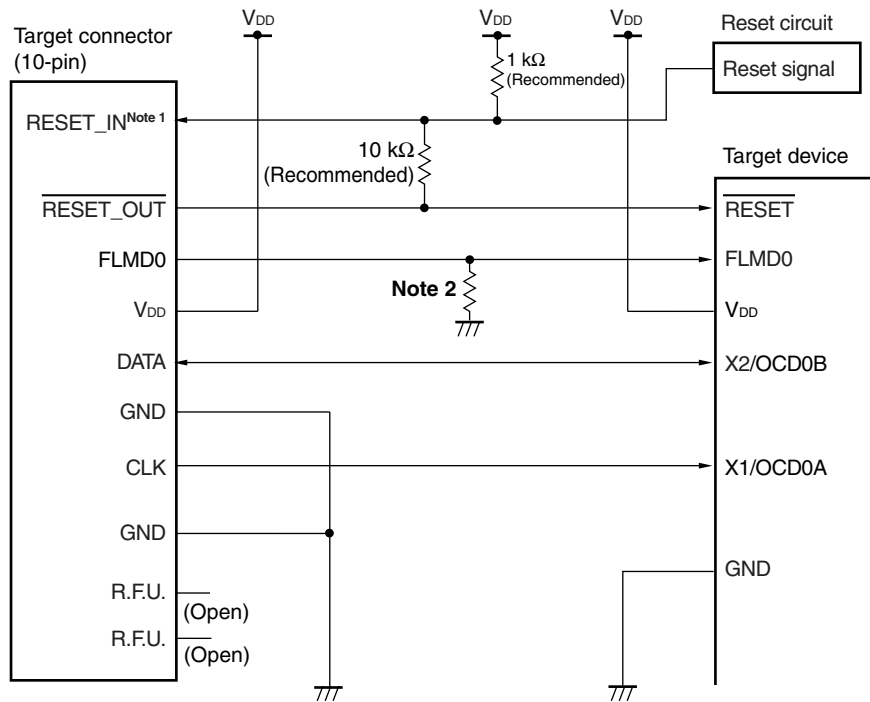 VDD
VDD
VDD
Reset circuit
Target connector
(10-pin)
1 kΩ
(Recommended)
Reset signal
RESET_IN Note 1
10 kΩ
(Recommended)
Target device
RESET_OUT
RESET
FLMD0
FLMD0
Note 2
VDD
VDD
DATA
X2/OCD0B
GND
CLK
X1/OCD0A
GND
GND
R.F.U.
(Open)
R.F.U.
(Open)